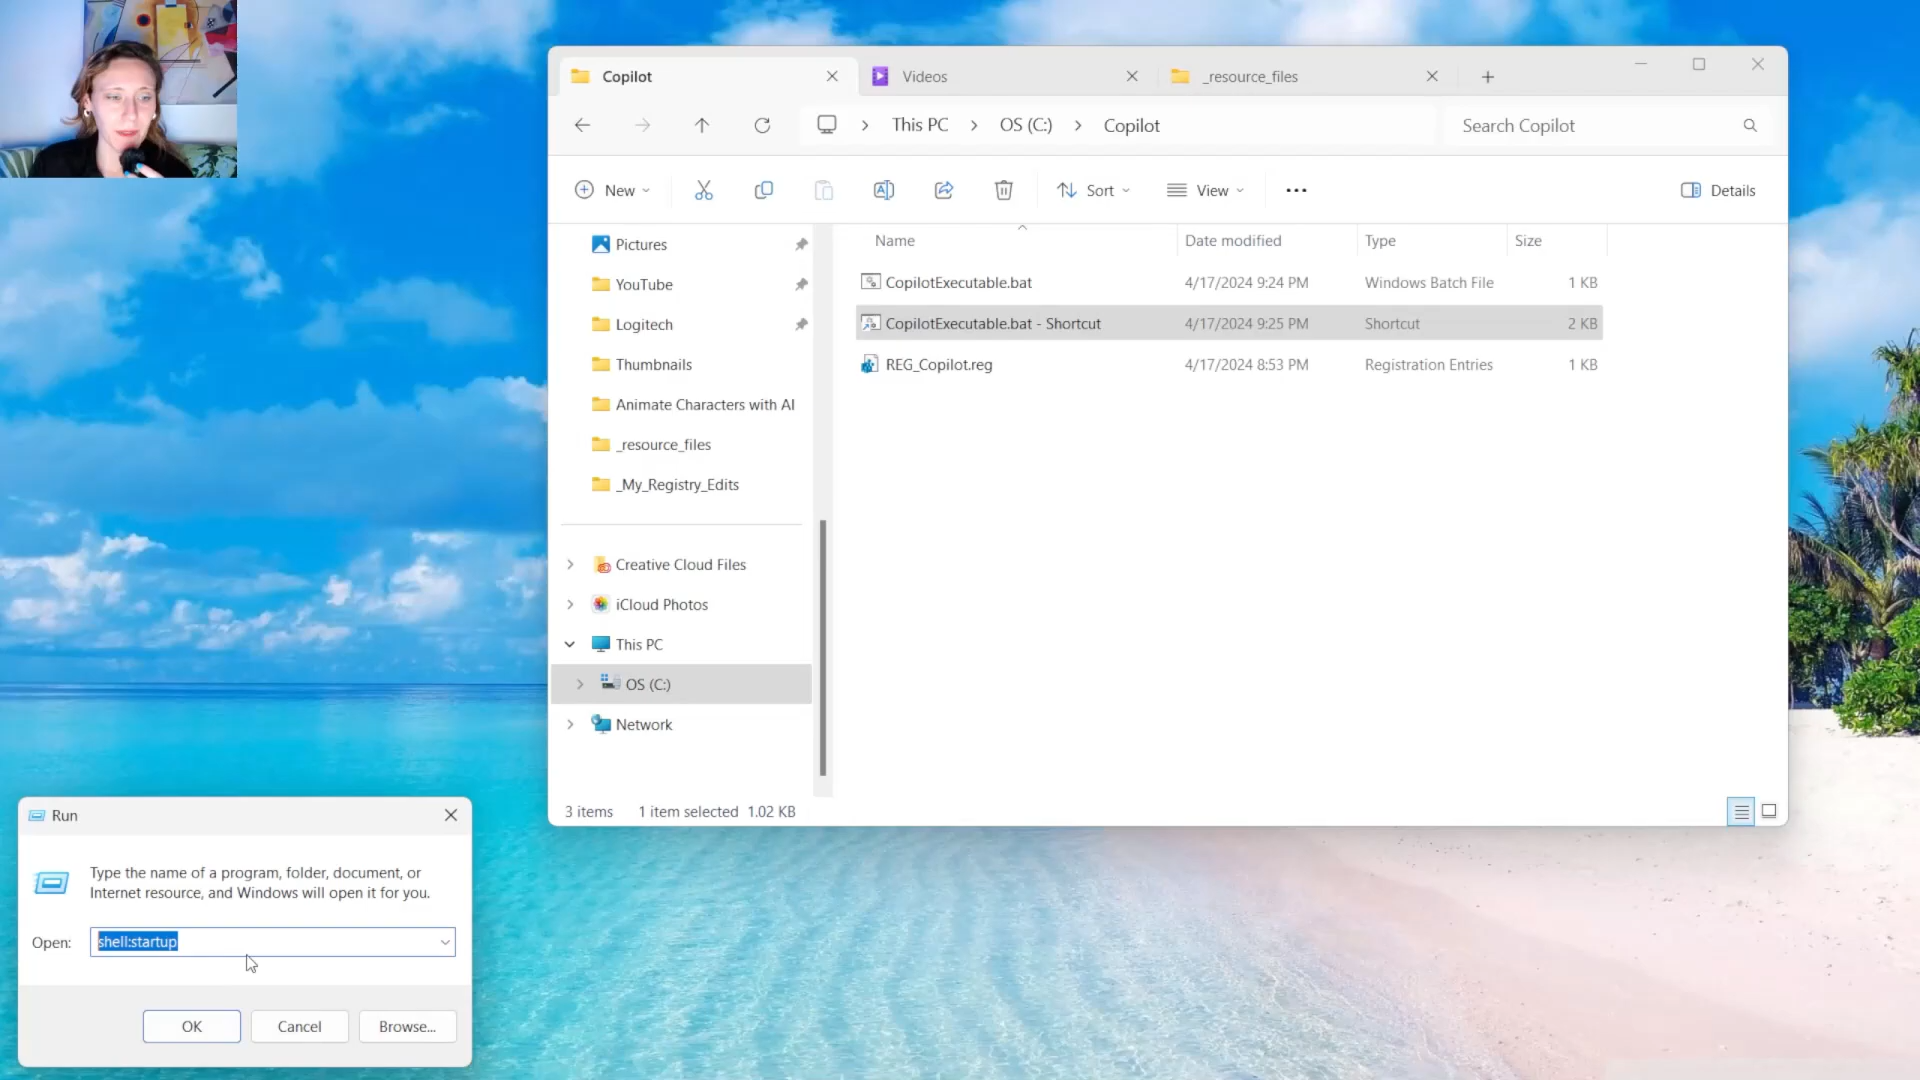 Copilot
Videos
_resource_files
This PC
OS (C:)
Copilot
Search Copilot
New
Sort
View
Details
Pictures
YouTube
Logitech
Thumbnails
Animate Characters with AI
_resource_files
_My_Registry_Edits
Creative Cloud Files
iCloud Photos
This PC
OS (C:)
Network
Name Date modified Type Size
CopilotExecutable.bat 4/17/2024 9:24 PM Windows Batch File 1 KB
CopilotExecutable.bat - Shortcut 4/17/2024 9:25 PM Shortcut 2 KB
REG_Copilot.reg 4/17/2024 8:53 PM Registration Entries 1 KB
3 items 1 item selected 1.02 KB
Run
Type the name of a program, folder, document, or
Internet resource, and Windows will open it for you.
Open: shell:startup
OK Cancel Browse...